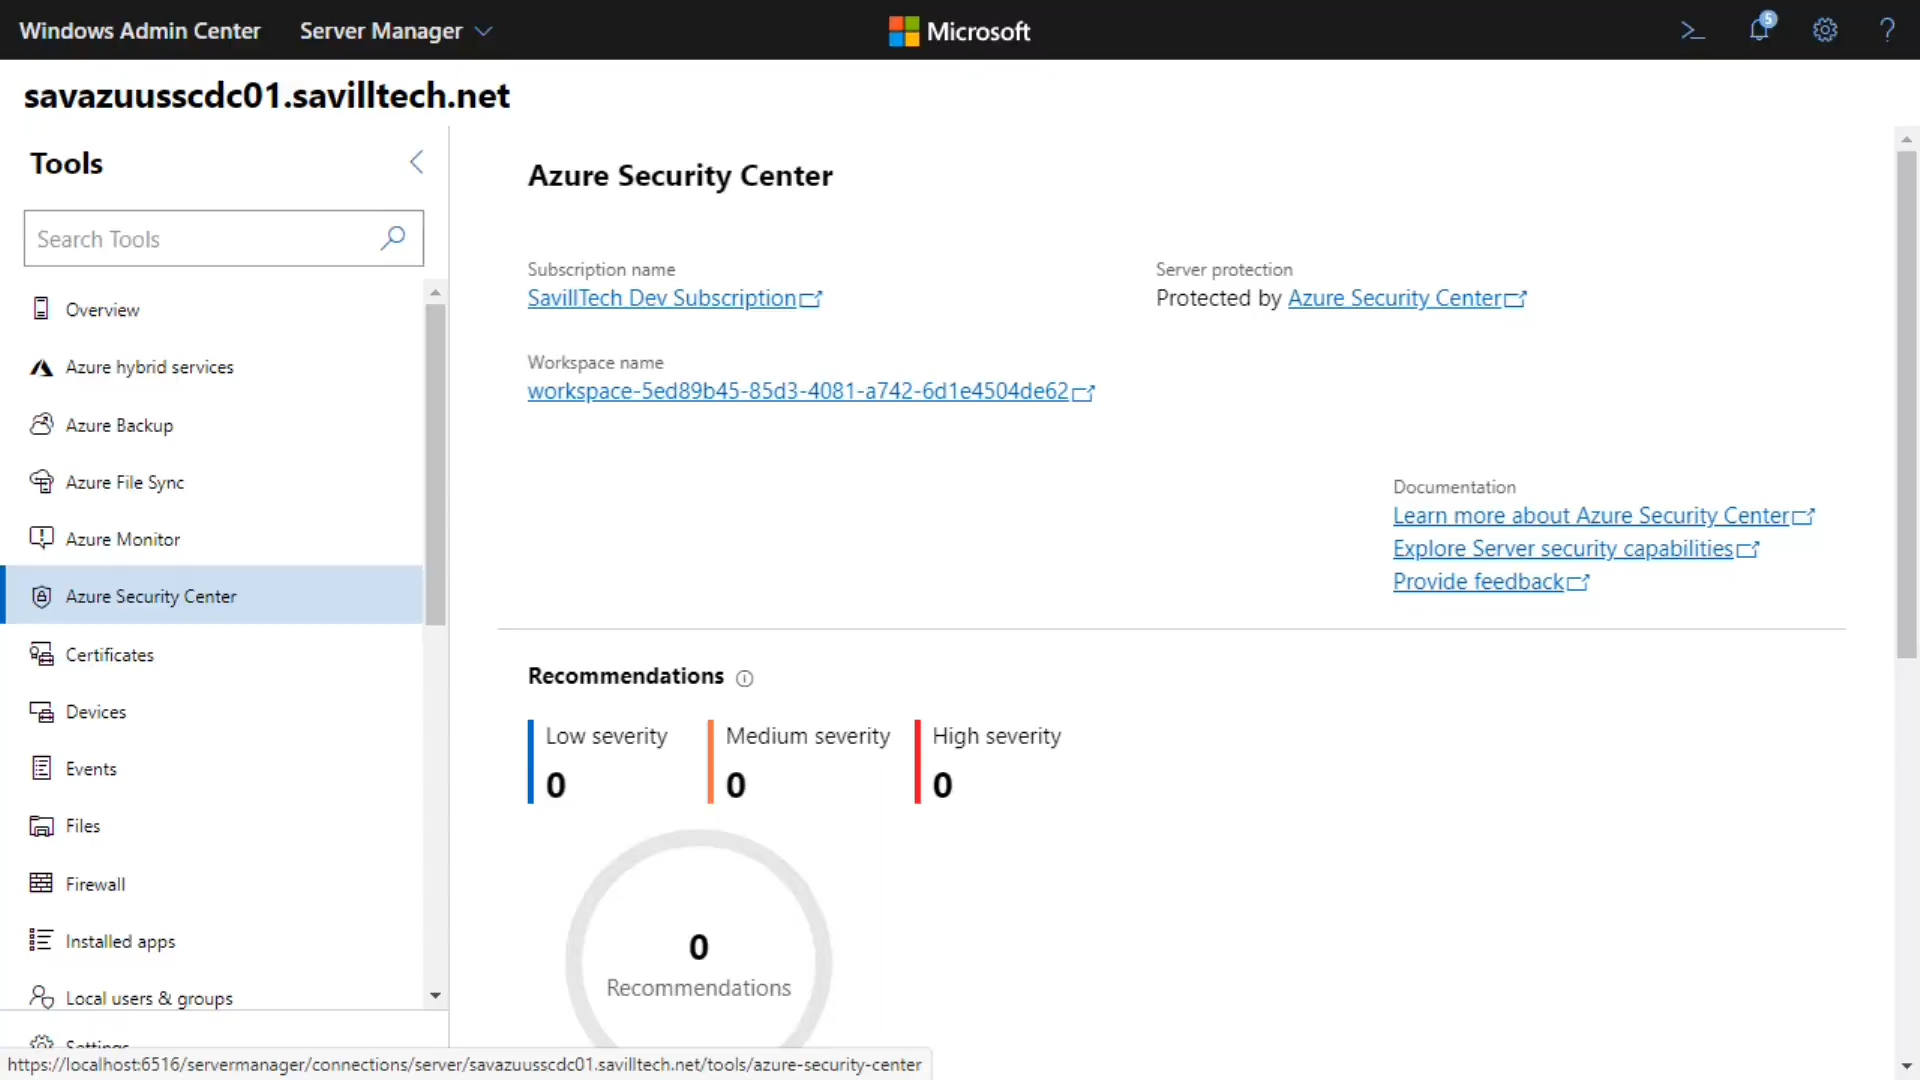 Windows Admin Center
Server Manager
Microsoft
5
savazuusscdc01.savilltech.net
Tools
Search Tools
Overview
Azure hybrid services
Azure Backup
Azure File Sync
Azure Monitor
Azure Security Center
Certificates
Devices
Events
Files
Firewall
Installed apps
Local users & groups
Settings
Azure Security Center
Subscription name
SavillTech Dev Subscription
Server protection
Protected by Azure Security Center
Workspace name
workspace-5ed89b45-85d3-4081-a742-6d1e4504de62
Documentation
Learn more about Azure Security Center
Explore Server security capabilities
Provide feedback
Recommendations
Low severity
0
Medium severity
0
High severity
0
0
Recommendations
https://localhost:6516/servermanager/connections/server/savazuusscdc01.savilltech.net/tools/azure-security-center